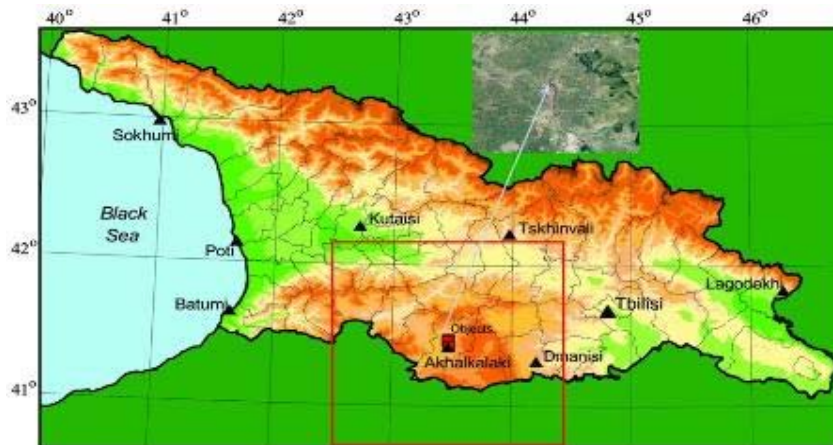 40° 41° 42° 43° 44° 45° 46°
43°
Sokhumi
Black
Sea
Kutaisi
Tskhinvali
42°
Poti
Lagodekhi
Batumi
Tbilisi
Objects
Akhalkalaki
Dmanisi
41°